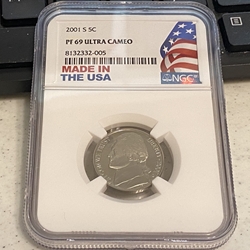 2001 S 5C
PF 69 ULTRA CAMEO
8132332-005
MADE IN
THE USA
NGC